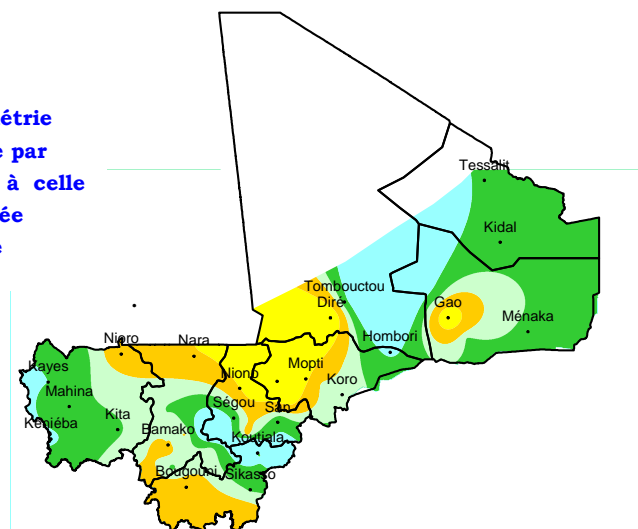 étrie
e par
à celle
ée
e
Tessalit
Kidal
Tombouctou
Diré
Gao
Ménaka
Hombori
Nioro
Nara
Kayes
Mopti
Niono
Mahina
Koro
Ségou
San
Kéniéba
Kita
Bamako
Koutiala
Bougouni
Sikasso